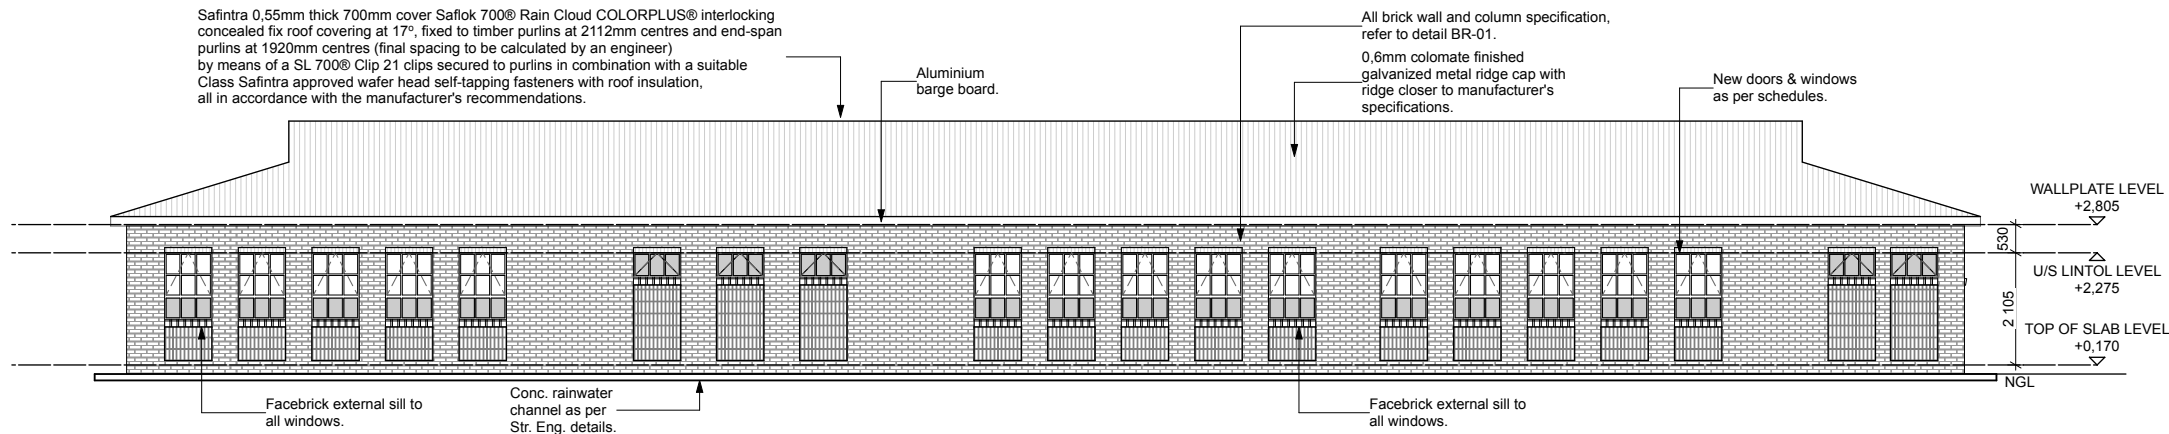 Safintra 0,55mm thick 700mm cover Saflok 700® Rain Cloud COLORPLUS® interlocking
concealed fix roof covering at 17°, fixed to timber purlins at 2112mm centres and end-span
purlins at 1920mm centres (final spacing to be calculated by an engineer)
by means of a SL 700® Clip 21 clips secured to purlins in combination with a suitable
Class Safintra approved wafer head self-tapping fasteners with roof insulation,
all in accordance with the manufacturer's recommendations.
Aluminium
barge board.
All brick wall and column specification,
refer to detail BR-01.
0,6mm colomate finished
galvanized metal ridge cap with
ridge closer to manufacturer's
specifications.
New doors & windows
as per schedules.
WALLPLATE LEVEL
+2,805
530
U/S LINTOL LEVEL
+2,275
2 105
TOP OF SLAB LEVEL
+0,170
NGL
Facebrick external sill to
all windows.
Conc. rainwater
channel as per
Str. Eng. details.
Facebrick external sill to
all windows.